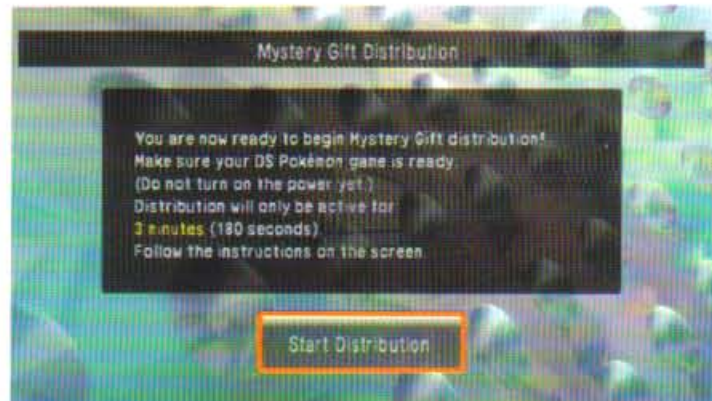 Mystery Gift Distribution
You are now ready to begin Mystery Gift distribution!
Make sure your DS Pokémon game is ready.
(Do not turn on the power yet.)
Distribution will only be active for
3 minutes (180 seconds).
Follow the instructions on the screen.
Start Distribution